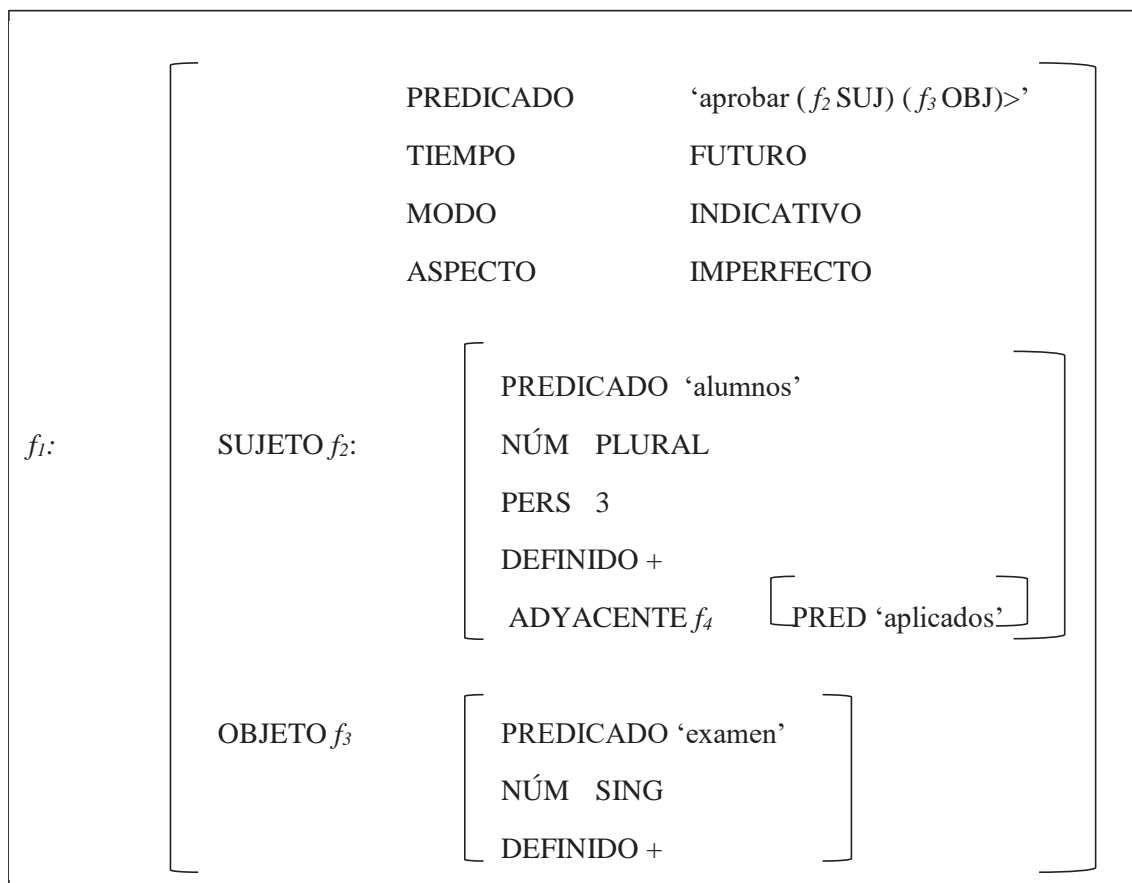 PREDICADO ‘aprobar ( f2 SUJ) ( f3 OBJ)>’
TIEMPO FUTURO
MODO INDICATIVO
ASPECTO IMPERFECTO
PREDICADO ‘alumnos’
f1: SUJETO f2: NÚM PLURAL
PERS 3
DEFINIDO +
ADYACENTE f4 PRED ‘aplicados’
OBJETO f3 PREDICADO ‘examen’
NÚM SING
DEFINIDO +